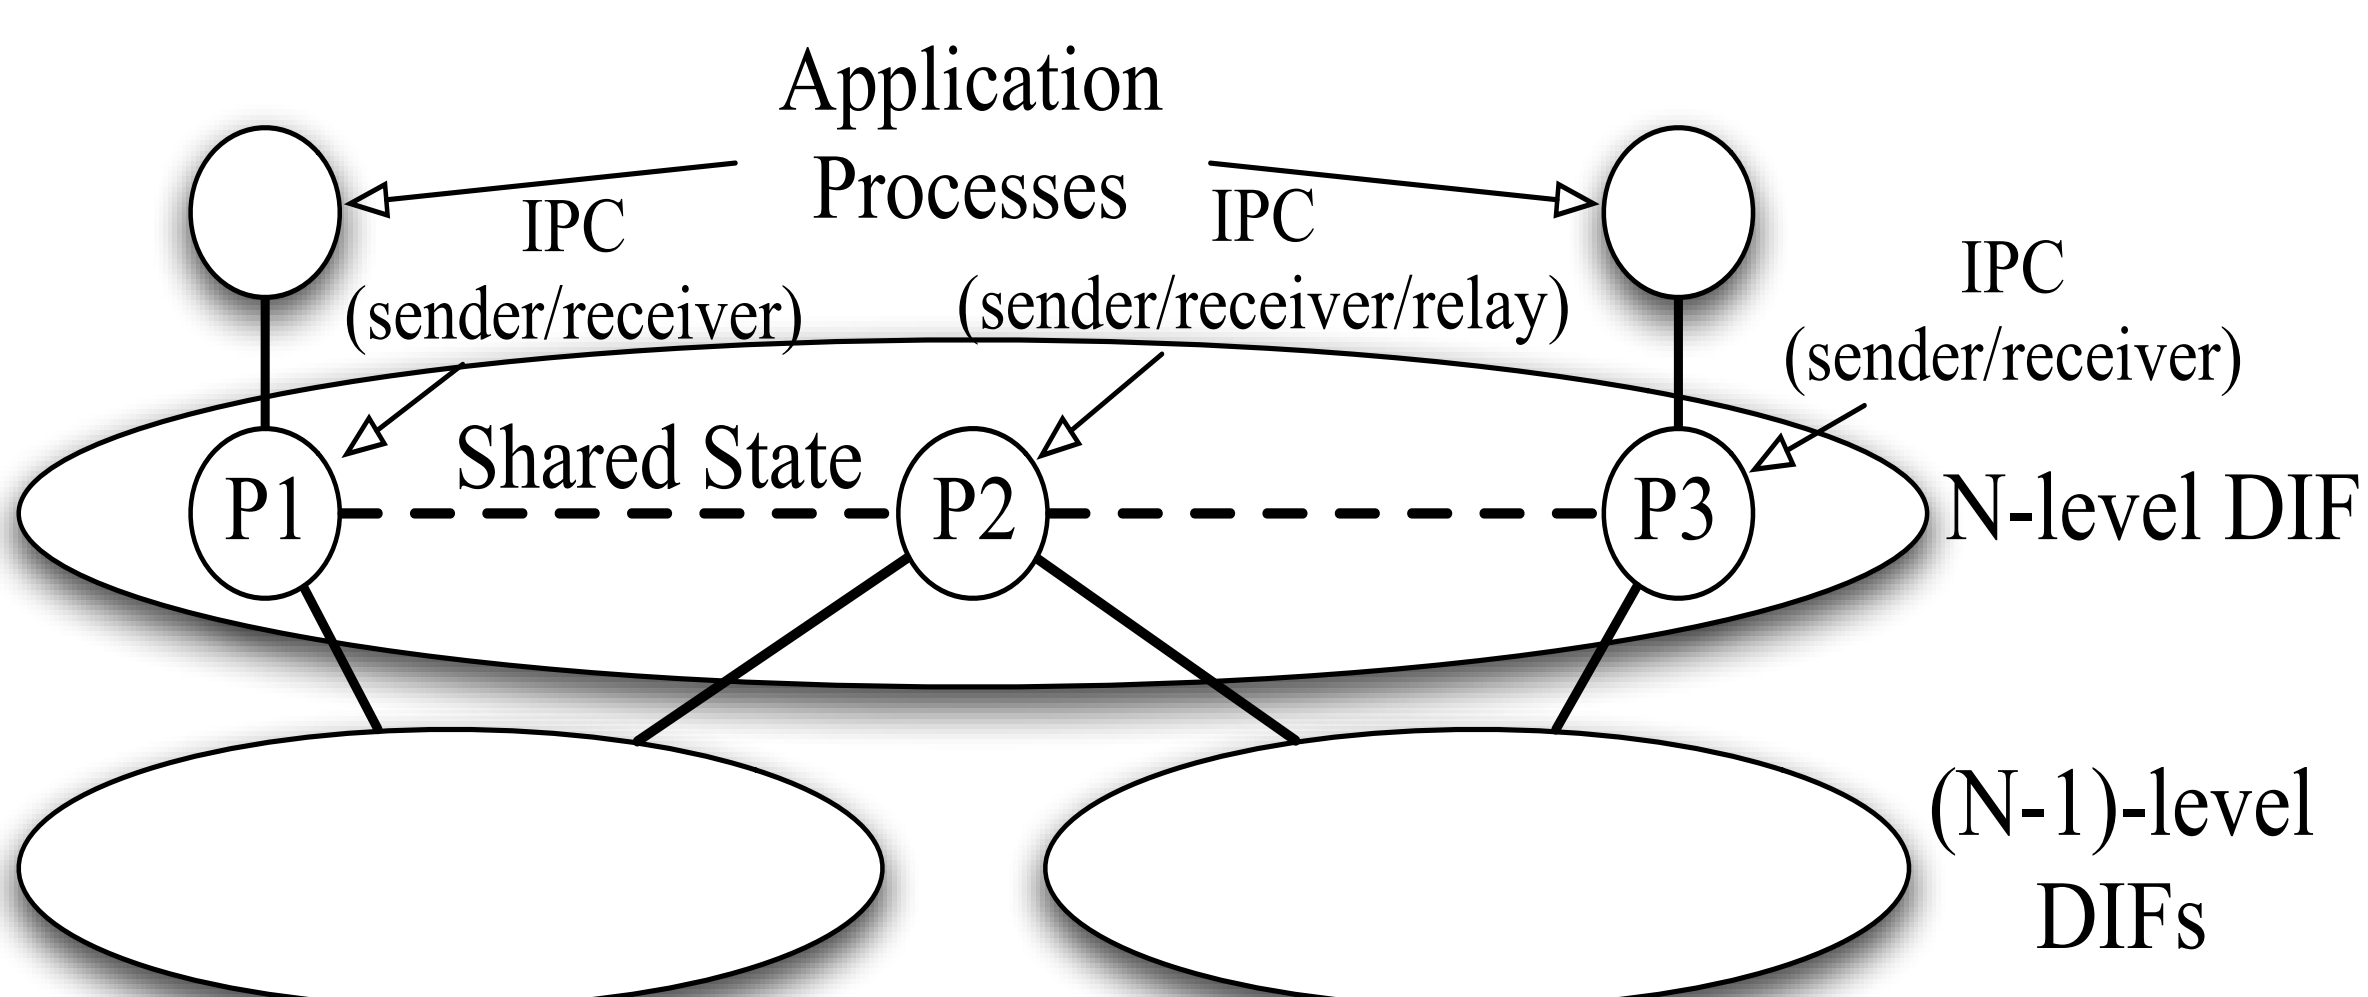 Application
Processes
IPC
(sender/receiver)
IPC
(sender/receiver/relay)
IPC
(sender/receiver)
Shared State
P1
P2
P3
N-level DIF
(N-1)-level
DIFs